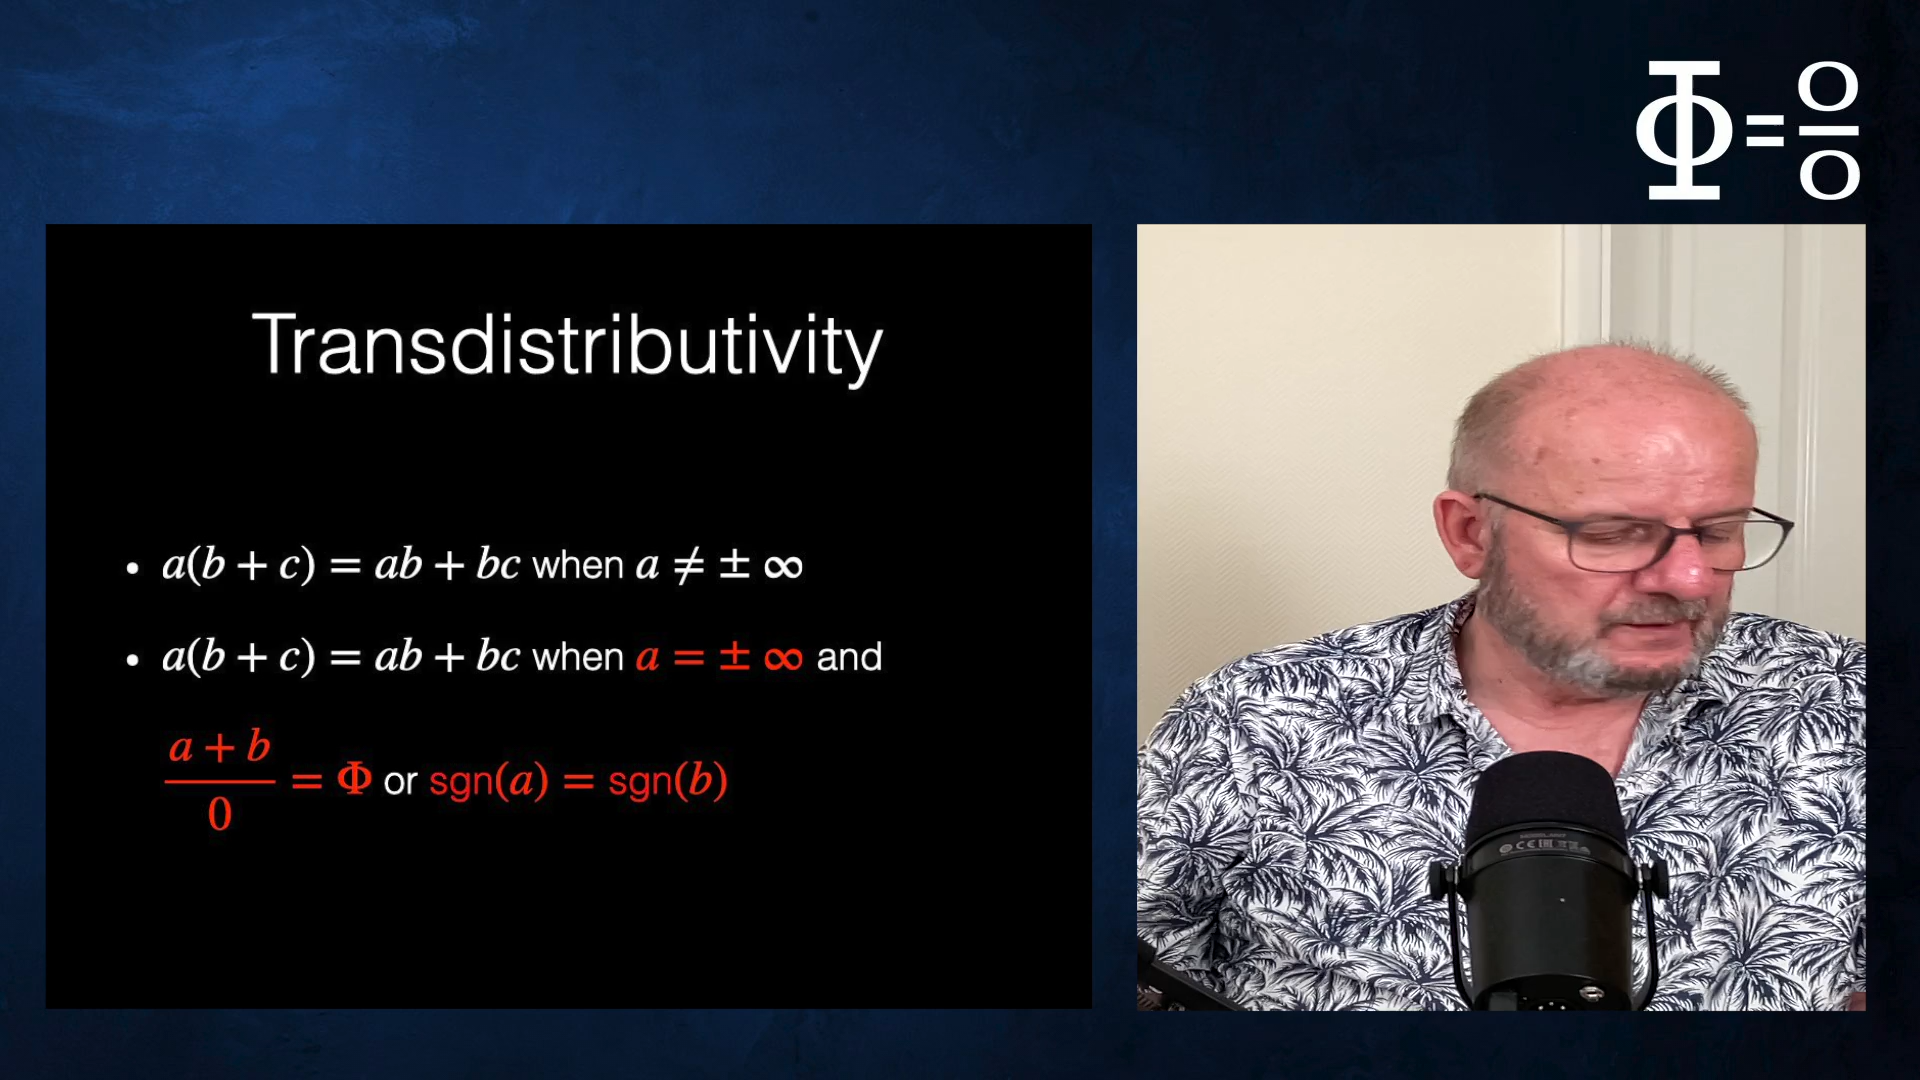 Φ=0/0
Transdistributivity
• a(b + c) = ab + bc when a ≠ ± ∞
• a(b + c) = ab + bc when a = ± ∞ and
(a + b)/0 = Φ or sgn(a) = sgn(b)